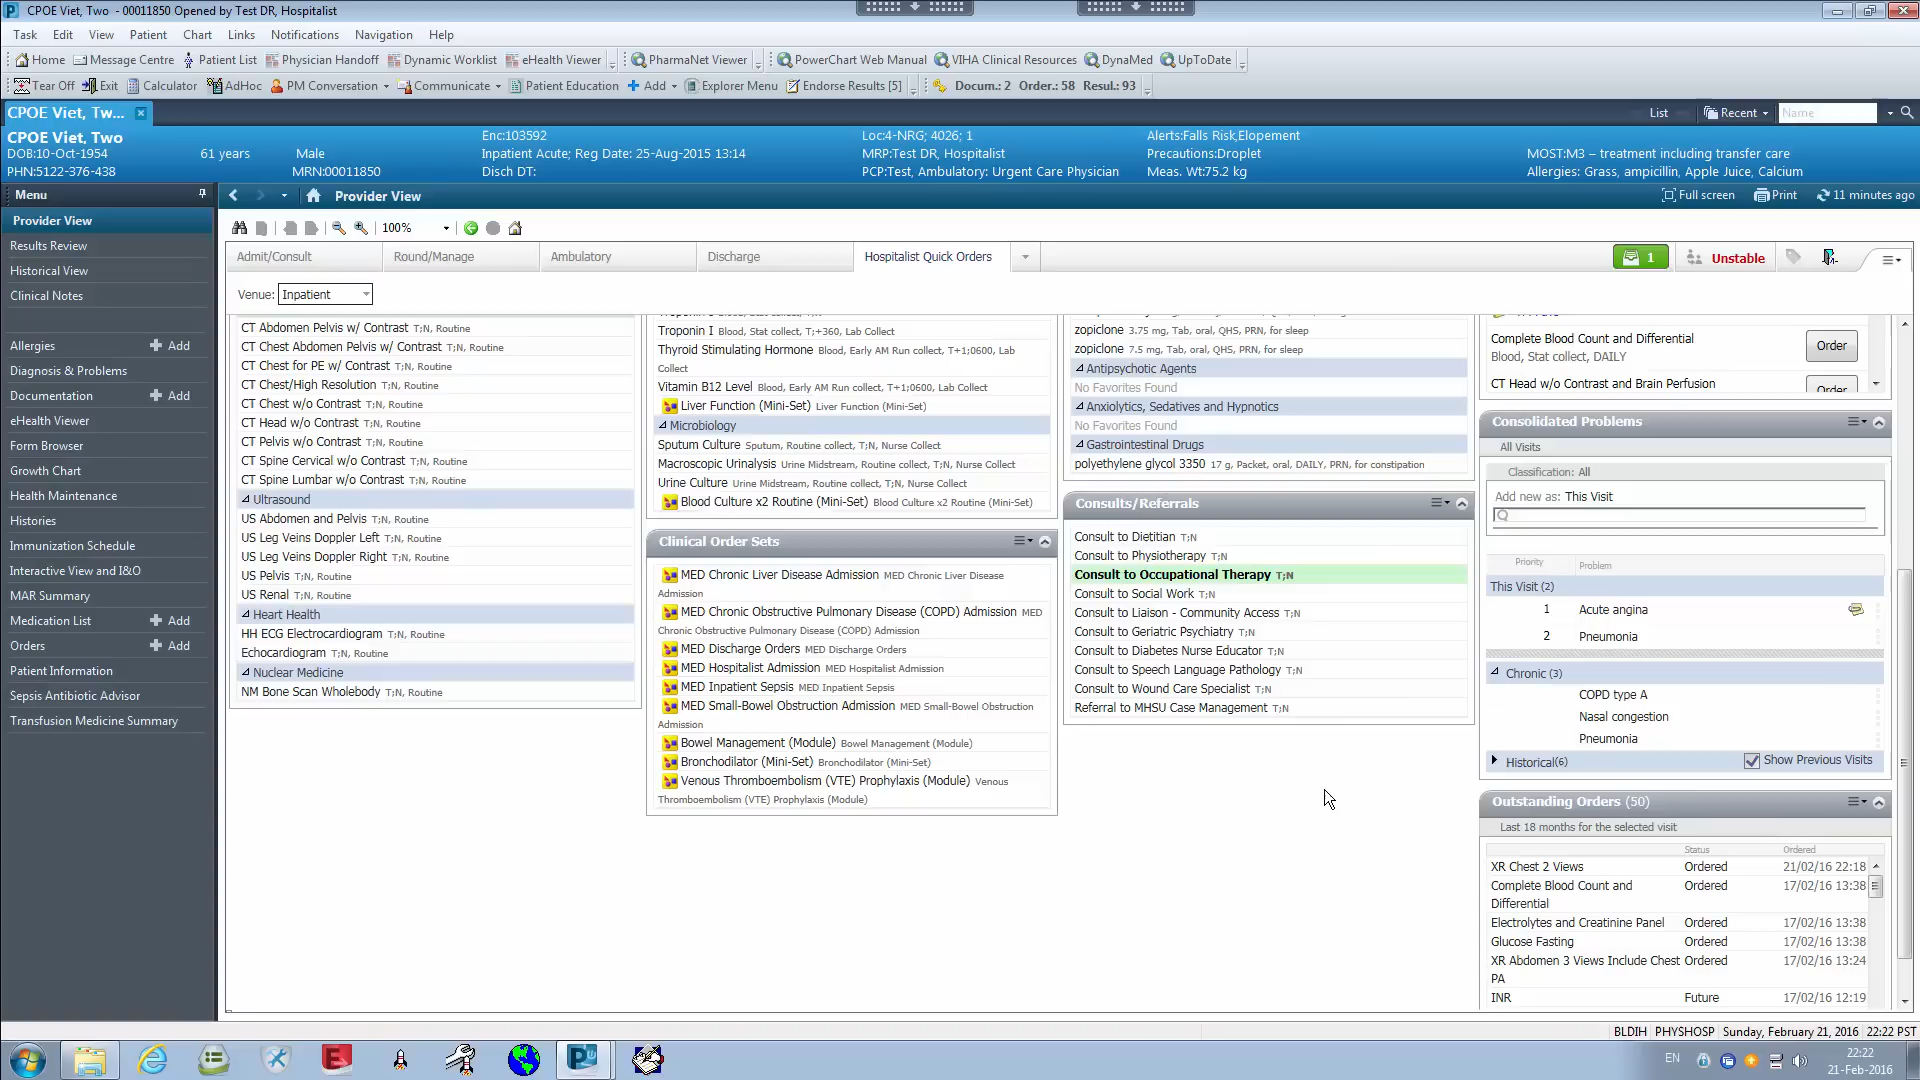 CPOE Viet, Two - 00011850 Opened by Test DR, Hospitalist
Task Edit View Patient Chart Links Notifications Navigation Help
Home Message Centre Patient List Physician Handoff Dynamic Worklist eHealth Viewer PharmaNet Viewer PowerChart Web Manual VIHA Clinical Resources DynaMed UpToDate
Tear Off Exit Calculator AdHoc PM Conversation Communicate Patient Education Add Explorer Menu Endorse Results [5] Docum.: 2 Order.: 58 Resul.: 93
CPOE Viet, Tw... List Recent Name
CPOE Viet, Two Enc:103592 Loc:4-NRG; 4026; 1 Alerts:Falls Risk,Elopement
DOB:10-Oct-1954 61 years Male Inpatient Acute; Reg Date: 25-Aug-2015 13:14 MRP:Test DR, Hospitalist Precautions:Droplet MOST:M3 – treatment including transfer care
PHN:5122-376-438 MRN:00011850 Disch DT: PCP:Test, Ambulatory: Urgent Care Physician Meas. Wt:75.2 kg Allergies: Grass, ampicillin, Apple Juice, Calcium
Menu
Provider View
Results Review
Historical View
Clinical Notes
Allergies Add
Diagnosis & Problems
Documentation Add
eHealth Viewer
Form Browser
Growth Chart
Health Maintenance
Histories
Immunization Schedule
Interactive View and I&O
MAR Summary
Medication List Add
Orders Add
Patient Information
Sepsis Antibiotic Advisor
Transfusion Medicine Summary
Provider View Full screen Print 11 minutes ago
100%
Admit/Consult Round/Manage Ambulatory Discharge Hospitalist Quick Orders 1 Unstable
Venue: Inpatient
CT Abdomen Pelvis w/ Contrast T;N, Routine
CT Chest Abdomen Pelvis w/ Contrast T;N, Routine
CT Chest for PE w/ Contrast T;N, Routine
CT Chest/High Resolution T;N, Routine
CT Chest w/o Contrast T;N, Routine
CT Head w/o Contrast T;N, Routine
CT Pelvis w/o Contrast T;N, Routine
CT Spine Cervical w/o Contrast T;N, Routine
CT Spine Lumbar w/o Contrast T;N, Routine
Ultrasound
US Abdomen and Pelvis T;N, Routine
US Leg Veins Doppler Left T;N, Routine
US Leg Veins Doppler Right T;N, Routine
US Pelvis T;N, Routine
US Renal T;N, Routine
Heart Health
HH ECG Electrocardiogram T;N, Routine
Echocardiogram T;N, Routine
Nuclear Medicine
NM Bone Scan Wholebody T;N, Routine
Troponin I Blood, Stat collect, T;+360, Lab Collect
Thyroid Stimulating Hormone Blood, Early AM Run collect, T+1;0600, Lab
Collect
Vitamin B12 Level Blood, Early AM Run collect, T+1;0600, Lab Collect
Liver Function (Mini-Set) Liver Function (Mini-Set)
Microbiology
Sputum Culture Sputum, Routine collect, T;N, Nurse Collect
Macroscopic Urinalysis Urine Midstream, Routine collect, T;N, Nurse Collect
Urine Culture Urine Midstream, Routine collect, T;N, Nurse Collect
Blood Culture x2 Routine (Mini-Set) Blood Culture x2 Routine (Mini-Set)
Clinical Order Sets
MED Chronic Liver Disease Admission MED Chronic Liver Disease
Admission
MED Chronic Obstructive Pulmonary Disease (COPD) Admission MED
Chronic Obstructive Pulmonary Disease (COPD) Admission
MED Discharge Orders MED Discharge Orders
MED Hospitalist Admission MED Hospitalist Admission
MED Inpatient Sepsis MED Inpatient Sepsis
MED Small-Bowel Obstruction Admission MED Small-Bowel Obstruction
Admission
Bowel Management (Module) Bowel Management (Module)
Bronchodilator (Mini-Set) Bronchodilator (Mini-Set)
Venous Thromboembolism (VTE) Prophylaxis (Module) Venous
Thromboembolism (VTE) Prophylaxis (Module)
zopiclone 3.75 mg, Tab, oral, QHS, PRN, for sleep
zopiclone 7.5 mg, Tab, oral, QHS, PRN, for sleep
Antipsychotic Agents
No Favorites Found
Anxiolytics, Sedatives and Hypnotics
No Favorites Found
Gastrointestinal Drugs
polyethylene glycol 3350 17 g, Packet, oral, DAILY, PRN, for constipation
Consults/Referrals
Consult to Dietitian T;N
Consult to Physiotherapy T;N
Consult to Occupational Therapy T;N
Consult to Social Work T;N
Consult to Liaison - Community Access T;N
Consult to Geriatric Psychiatry T;N
Consult to Diabetes Nurse Educator T;N
Consult to Speech Language Pathology T;N
Consult to Wound Care Specialist T;N
Referral to MHSU Case Management T;N
Complete Blood Count and Differential
Blood, Stat collect, DAILY
Order
CT Head w/o Contrast and Brain Perfusion
Order
Consolidated Problems
All Visits
Classification: All
Add new as: This Visit
Priority Problem
This Visit (2)
1 Acute angina
2 Pneumonia
Chronic (3)
COPD type A
Nasal congestion
Pneumonia
Historical(6) Show Previous Visits
Outstanding Orders (50)
Last 18 months for the selected visit
Status Ordered
XR Chest 2 Views Ordered 21/02/16 22:18
Complete Blood Count and Ordered 17/02/16 13:38
Differential
Electrolytes and Creatinine Panel Ordered 17/02/16 13:38
Glucose Fasting Ordered 17/02/16 13:38
XR Abdomen 3 Views Include Chest Ordered 17/02/16 13:24
PA
INR Future 17/02/16 12:19
BLDIH PHYSHOSP Sunday, February 21, 2016 22:22 PST
EN
22:22
21-Feb-2016